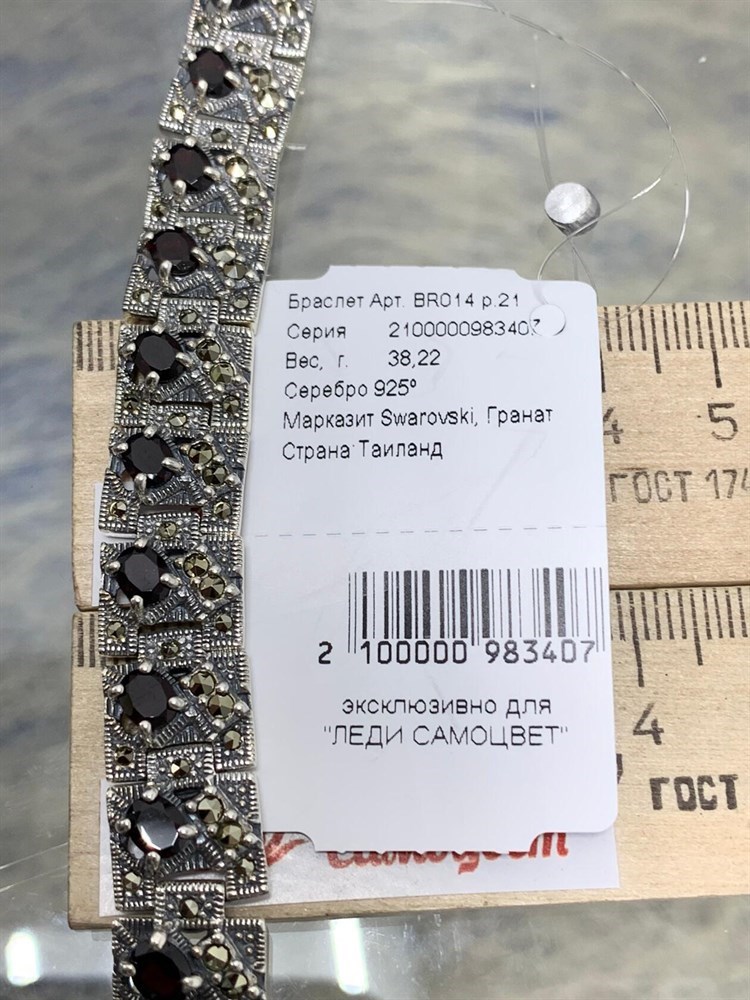 Браслет Арт. BR014 р.21
Серия 2100000983407
Вес, г. 38,22
Серебро 925°
Марказит Swarovski, Гранат
Страна Таиланд
4 5
ГОСТ 174
2 100000 983407
эксклюзивно для
"ЛЕДИ САМОЦВЕТ"
4
ГОСТ